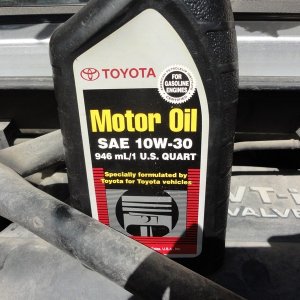 TOYOTA
FOR
GASOLINE
ENGINES
Motor Oil
SAE 10W-30
946 mL/1 U.S. QUART
Specially formulated by
Toyota for Toyota vehicles
VALVE